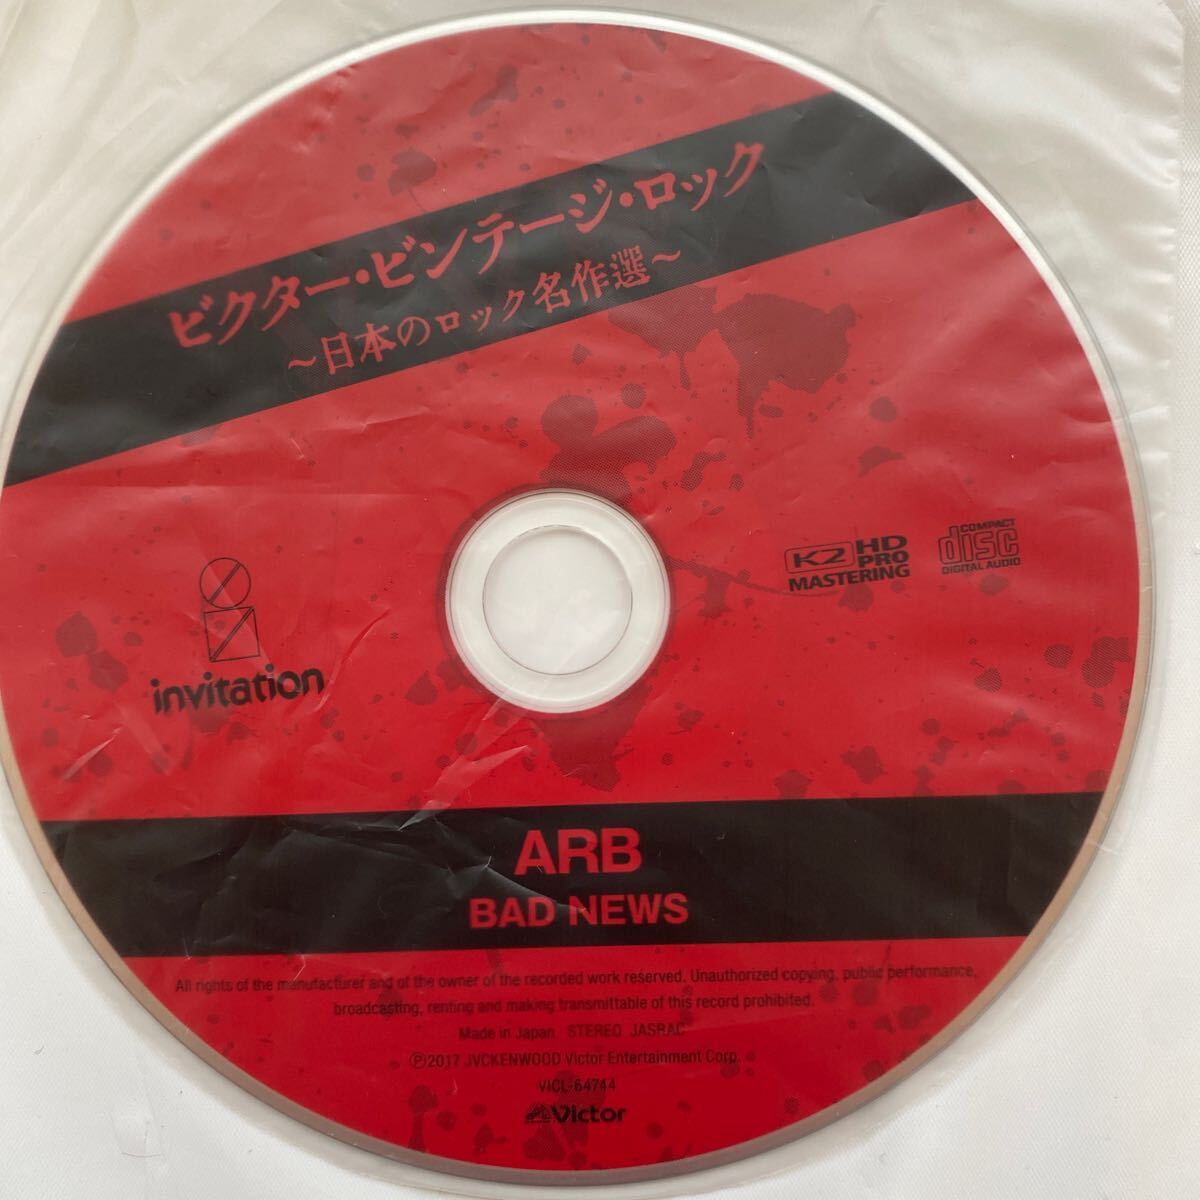 ビクター・ビンテージ・ロック
～日本のロック名作選～
invitation
K2 HD
PRO
MASTERING
COMPACT
disc
DIGITAL AUDIO
ARB
BAD NEWS
All rights of the manufacturer and of the owner of the recorded work reserved. Unauthorized copying, public performance,
broadcasting, renting and making transmittable of this record prohibited.
Made in Japan STEREO JASRAC
Ⓟ2017 JVCKENWOOD Victor Entertainment Corp.
VICL-64744
Victor